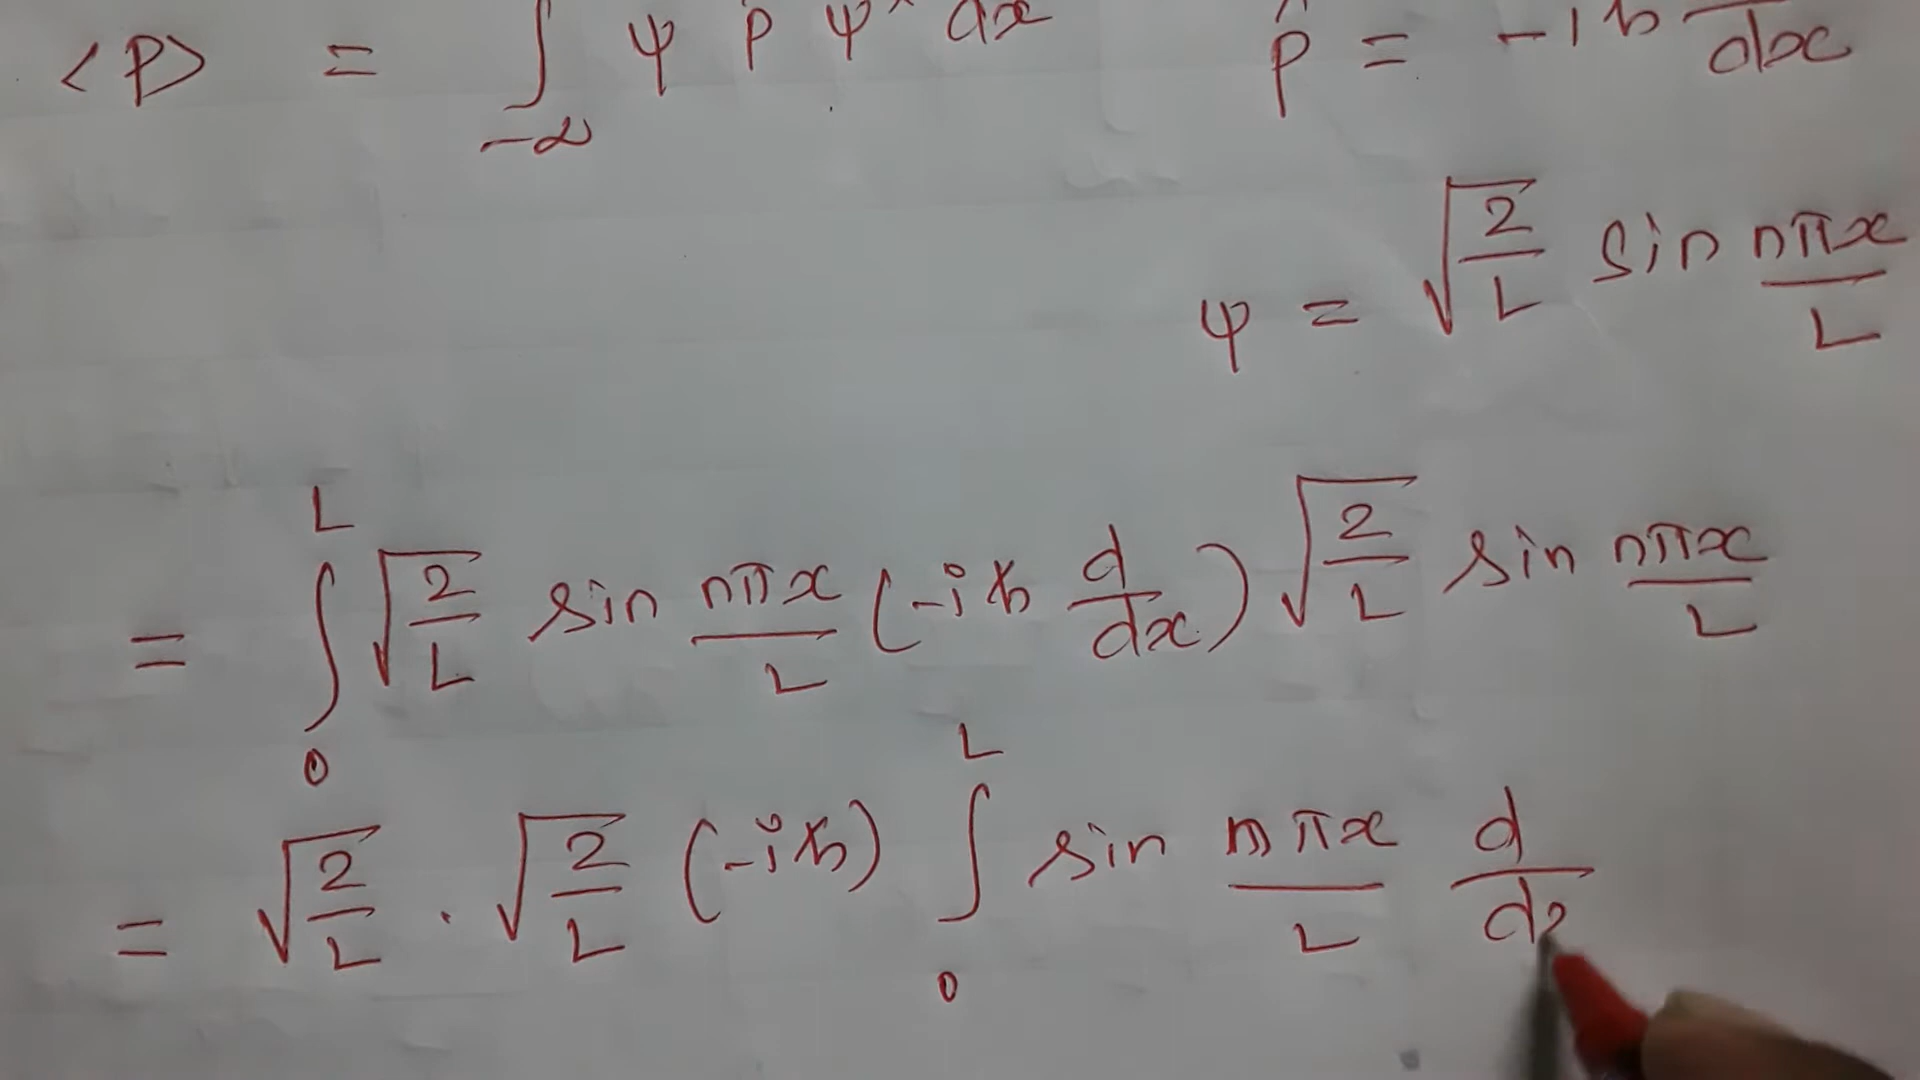 <P> = ∫_{-∞} ψ p ψ* dx p̂ = -iħ d/dx
ψ = √(2/L) sin nπx/L
= ∫_0^L √(2/L) sin nπx/L (-iħ d/dx) √(2/L) sin nπx/L
= √(2/L) · √(2/L) (-iħ) ∫_0^L sin nπx/L d/dx